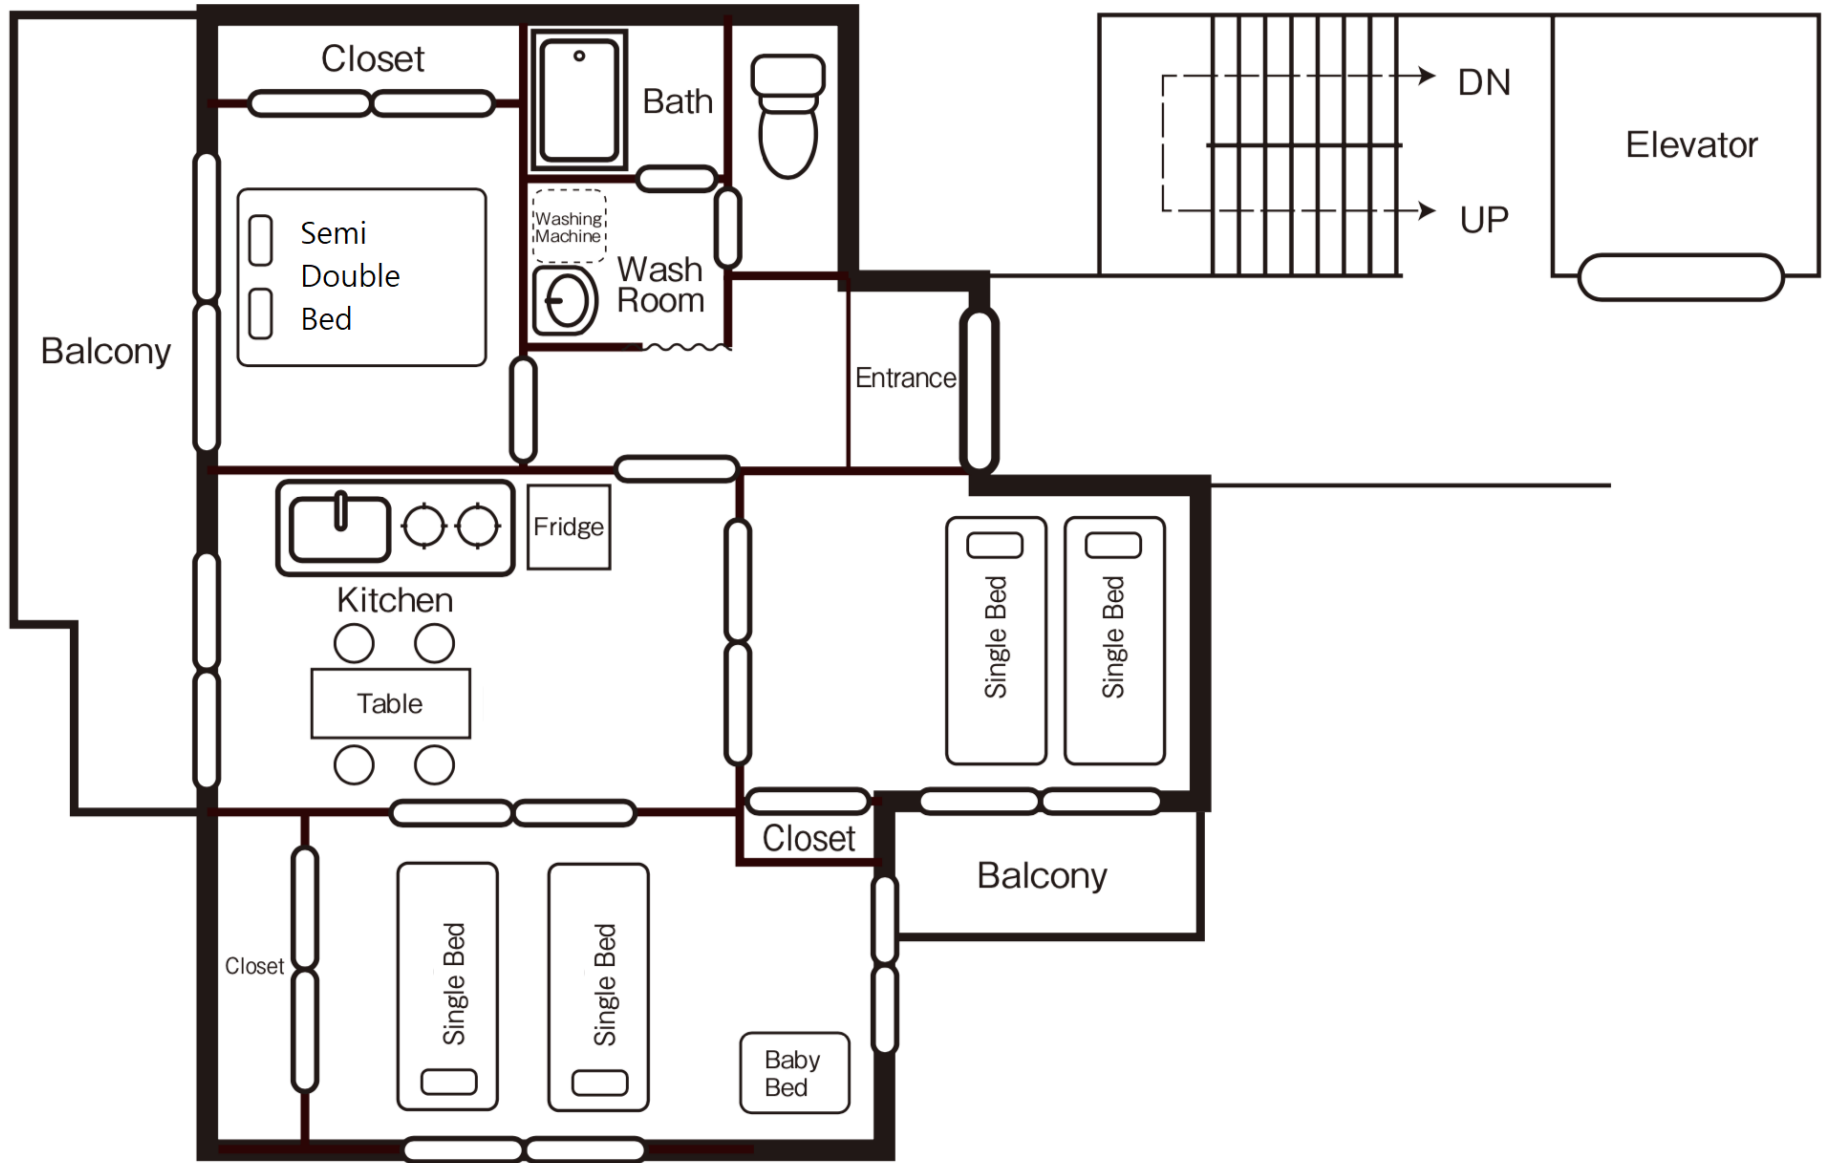 Closet
Bath
DN
Elevator
UP
Washing
Machine
Semi
Double
Bed
Wash
Room
Balcony
Entrance
Fridge
Kitchen
Single Bed
Single Bed
Table
Closet
Balcony
Closet
Single Bed
Single Bed
Baby
Bed